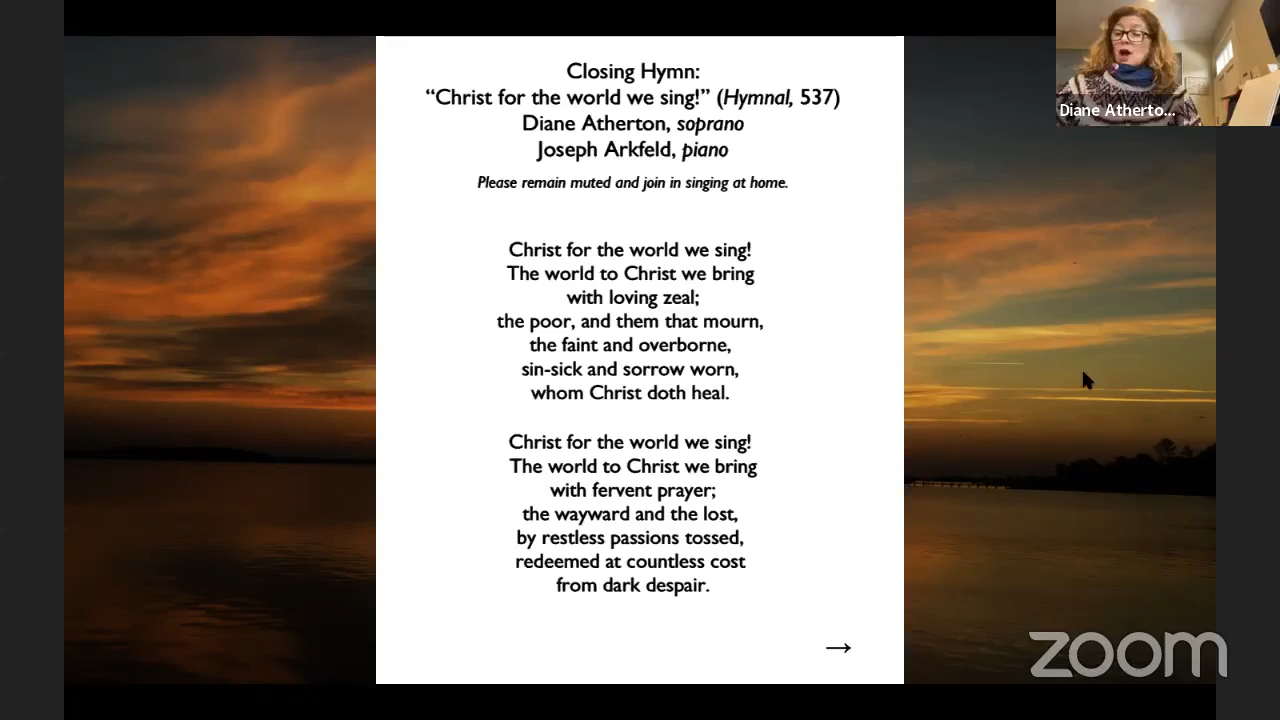 Closing Hymn:
“Christ for the world we sing!” (Hymnal, 537)
Diane Atherton, soprano
Joseph Arkfeld, piano
Please remain muted and join in singing at home.
Christ for the world we sing!
The world to Christ we bring
with loving zeal;
the poor, and them that mourn,
the faint and overborne,
sin-sick and sorrow worn,
whom Christ doth heal.
Christ for the world we sing!
The world to Christ we bring
with fervent prayer;
the wayward and the lost,
by restless passions tossed,
redeemed at countless cost
from dark despair.
→
Diane Atherto...
zoom